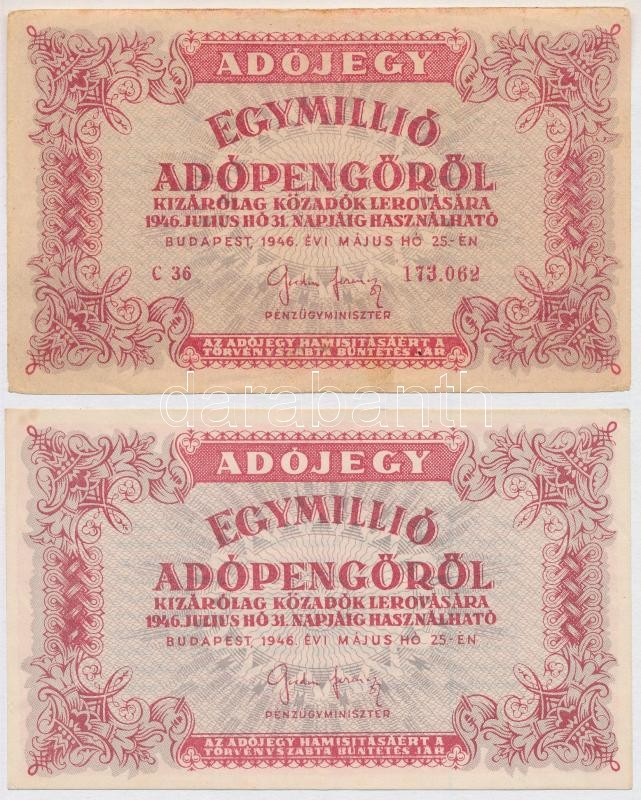 ADÓJEGY
EGYMILLIÓ
ADÓPENGŐRŐL
KIZÁRÓLAG KÖZADÓK LEROVÁSÁRA
1946. JULIUS HÓ 31. NAPJÁIG HASZNÁLHATÓ
BUDAPEST, 1946. ÉVI MÁJUS HÓ 25.-ÉN
C 36 173.062
PÉNZÜGYMINISZTER
AZ ADÓJEGY HAMISITÁSÁÉRT A
TÖRVÉNYSZABTA BÜNTETÉS JÁR
darabanth
ADÓJEGY
EGYMILLIÓ
ADÓPENGŐRŐL
KIZÁRÓLAG KÖZADÓK LEROVÁSÁRA
1946. JULIUS HÓ 31. NAPJÁIG HASZNÁLHATÓ
BUDAPEST, 1946. ÉVI MÁJUS HÓ 25.-ÉN
PÉNZÜGYMINISZTER
AZ ADÓJEGY HAMISITÁSÁÉRT A
TÖRVÉNYSZABTA BÜNTETÉS JÁR